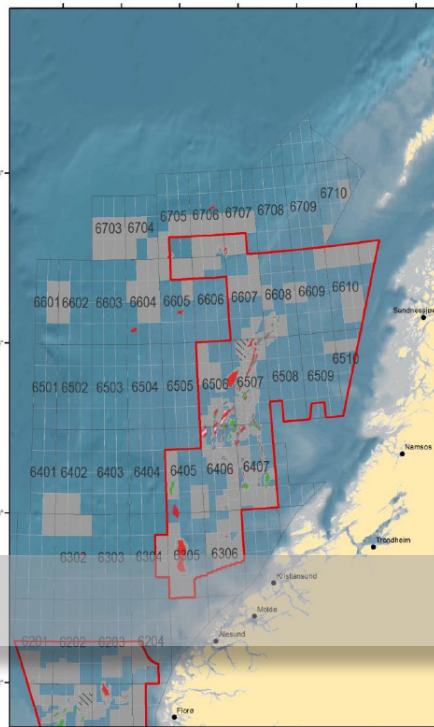 6710
6705 6706 6707 6708 6709
6703 6704
6601 6602 6603 6604 6605 6606 6607 6608 6609 6610
Sandnessjøe
6501 6502 6503 6504 6505 6506 6507 6508 6509 6510
Namsos
6401 6402 6403 6404 6405 6406 6407
Trondheim
6302 6303 6304 6305 6306
Kristiansund
Molde
Ålesund
6201 6202 6203 6204
Florø